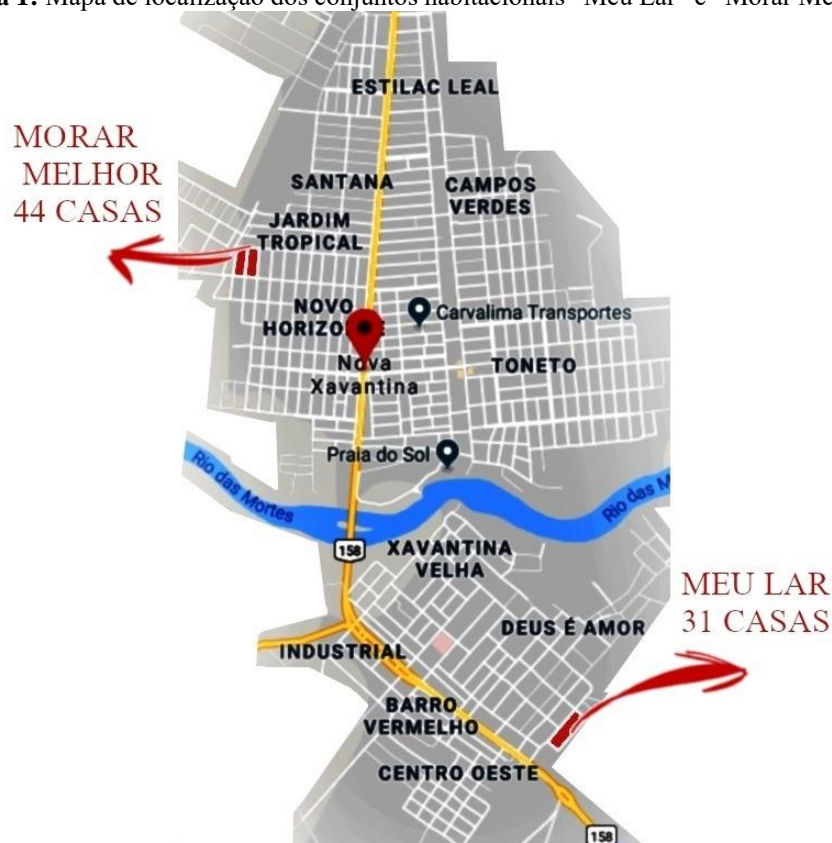 1: Mapa de localização dos conjuntos habitacionais "Meu Lar" e "Morar Me
ESTILAC LEAL
MORAR
MELHOR
44 CASAS
SANTANA
CAMPOS
VERDES
JARDIM
TROPICAL
NOVO
HORIZO E
Carvalima Transportes
Nova
Xavantina
TONETO
Praia do Sol
Rio das Mortes
Rio das M
158
XAVANTINA
VELHA
MEU LAR
31 CASAS
DEUS É AMOR
INDUSTRIAL
BARRO
VERMELHO
CENTRO OESTE
158